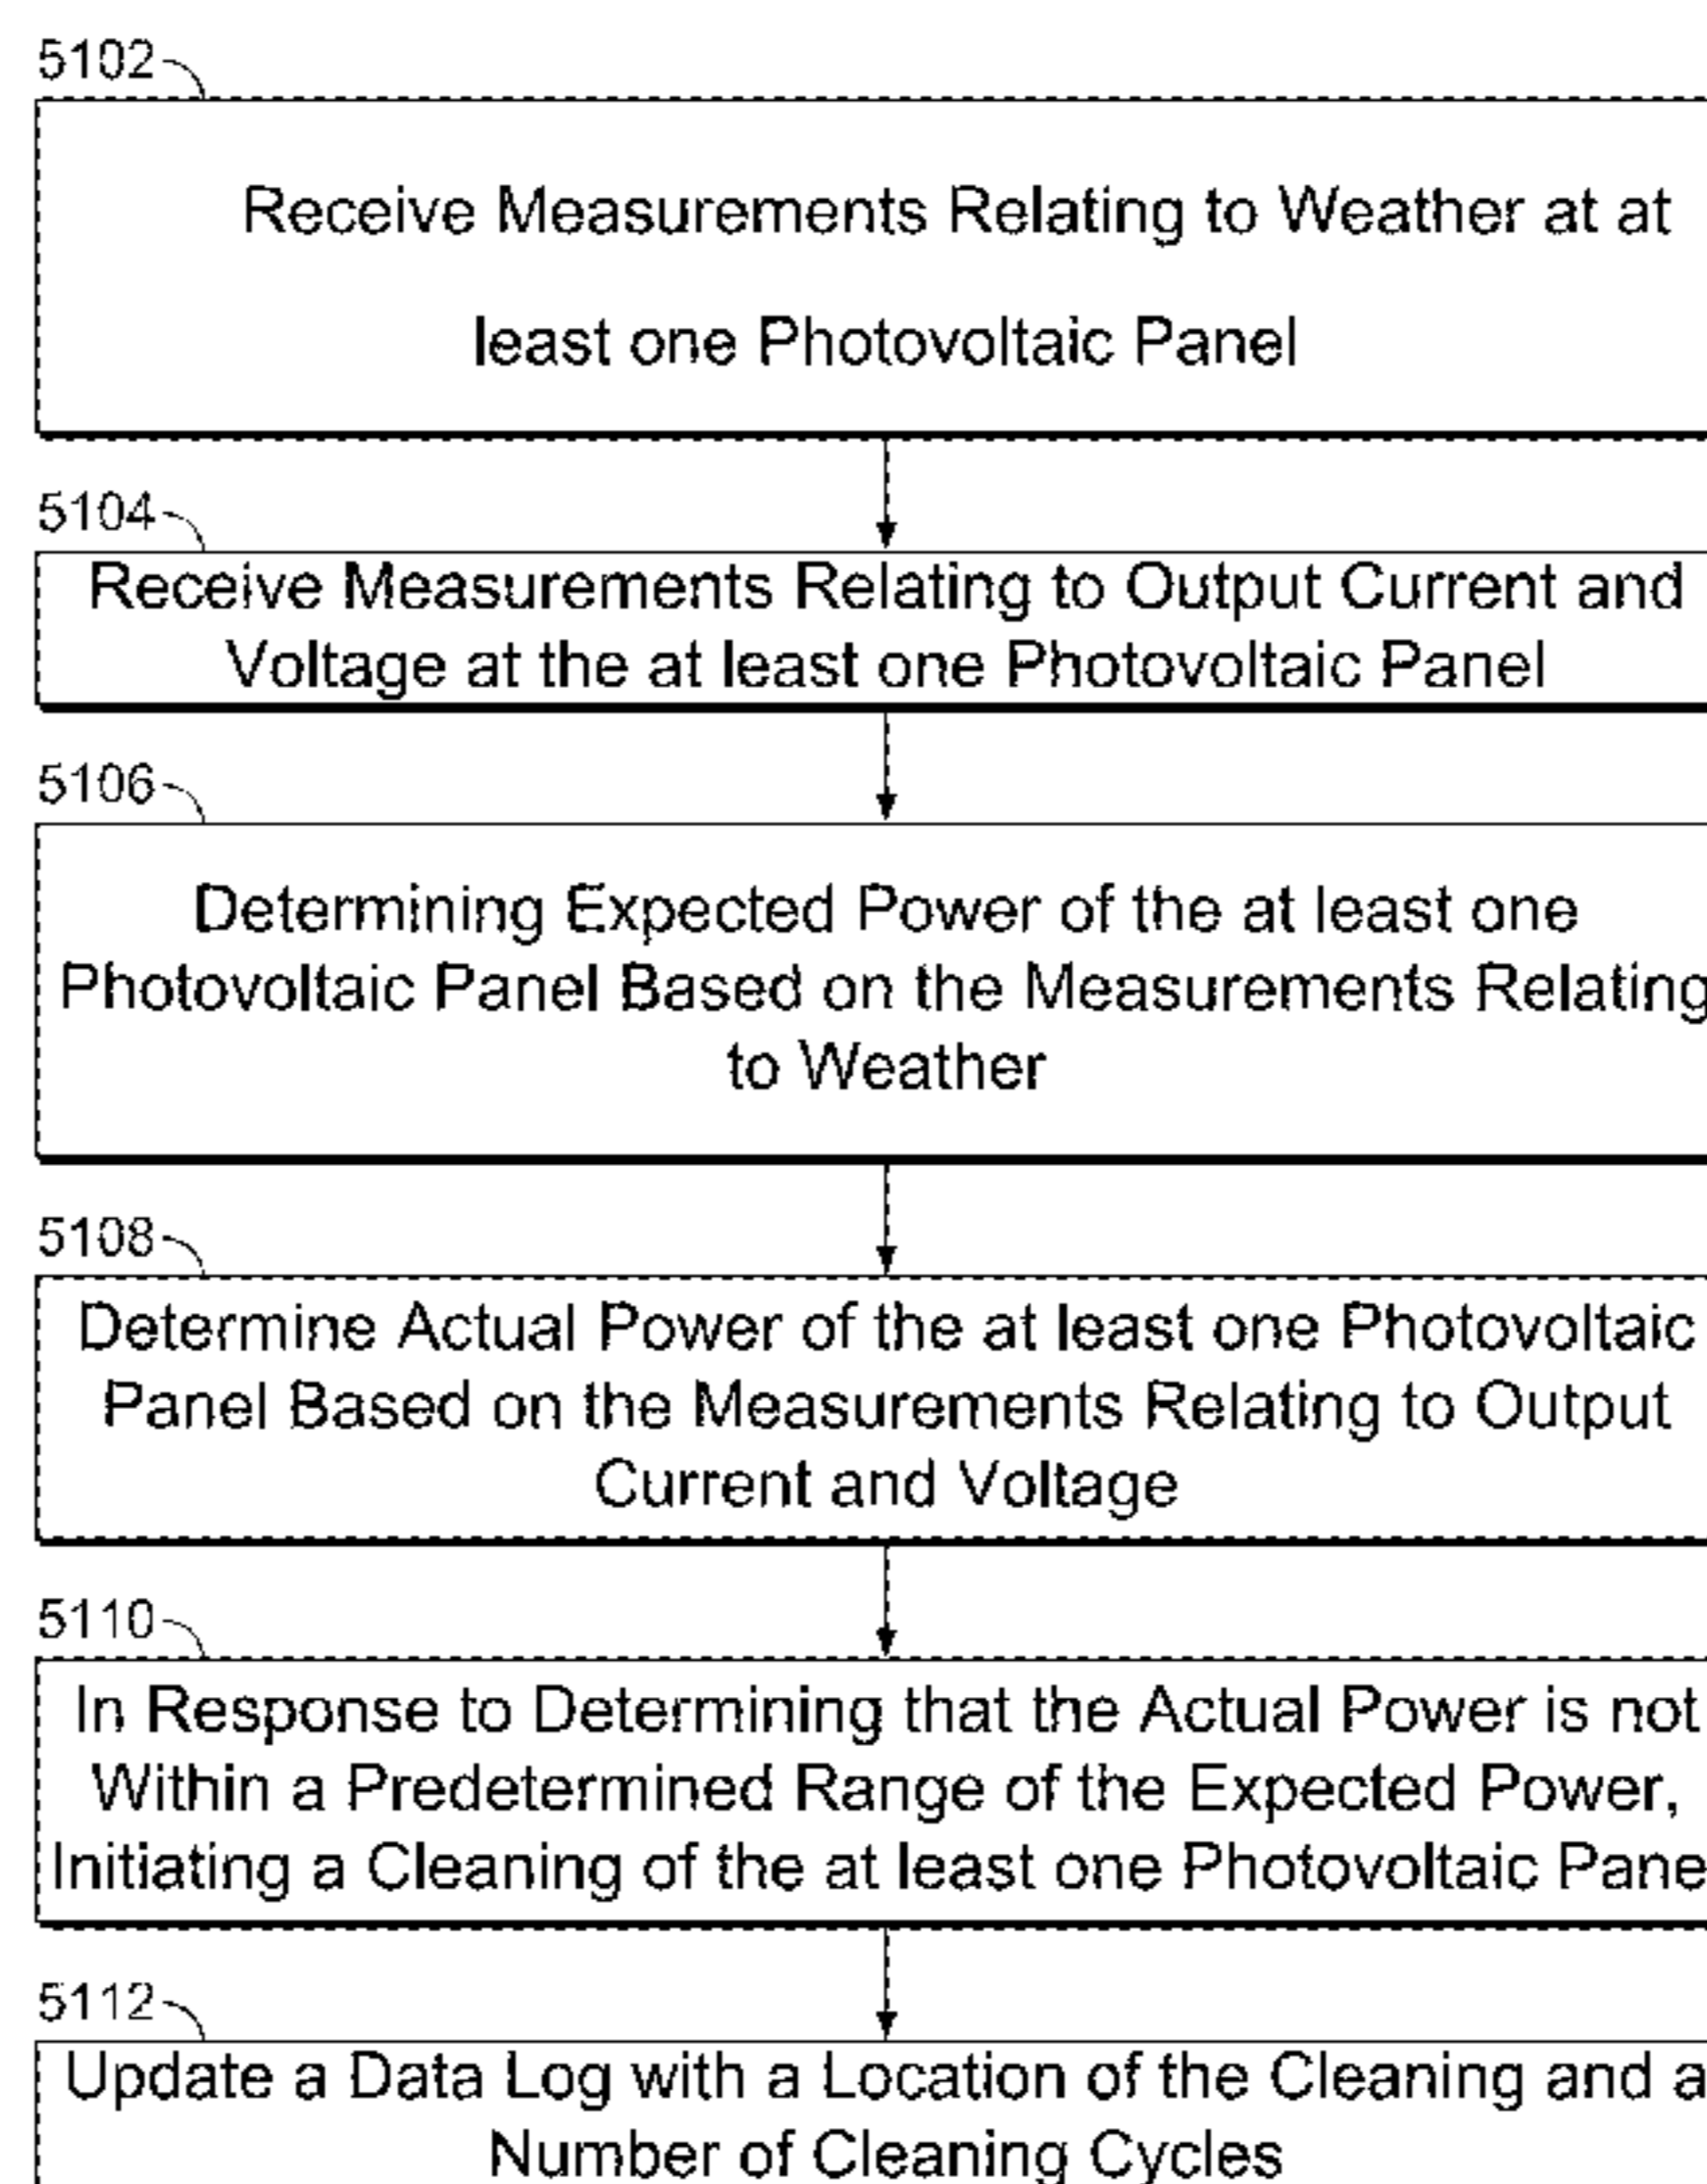 5102
Receive Measurements Relating to Weather at at
least one Photovoltaic Panel
5104
Receive Measurements Relating to Output Current and
Voltage at the at least one Photovoltaic Panel
5106
Determining Expected Power of the at least one
Photovoltaic Panel Based on the Measurements Relating
to Weather
5108
Determine Actual Power of the at least one Photovoltaic
Panel Based on the Measurements Relating to Output
Current and Voltage
5110
In Response to Determining that the Actual Power is not
Within a Predetermined Range of the Expected Power,
Initiating a Cleaning of the at least one Photovoltaic Pane
5112
Update a Data Log with a Location of the Cleaning and a
Number of Cleaning Cycles